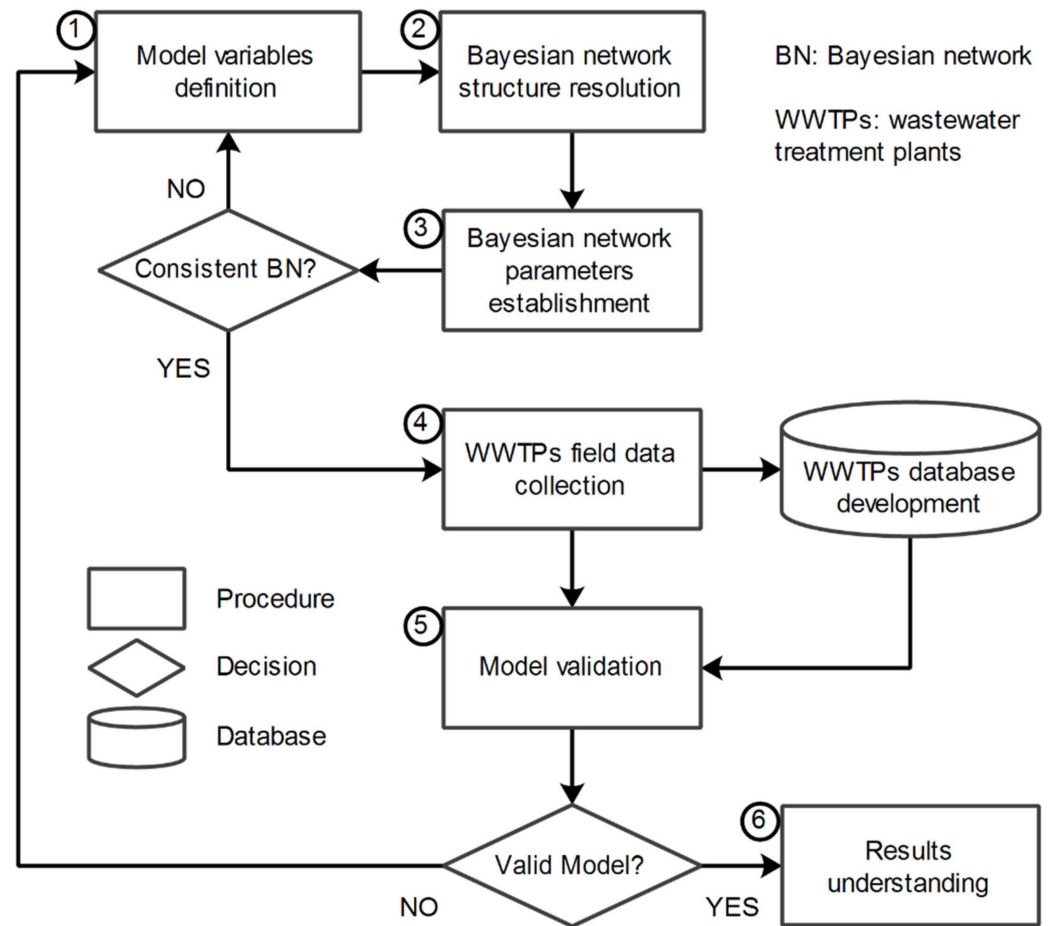 1
Model variables
definition
2
Bayesian network
structure resolution
BN: Bayesian network
WWTPs: wastewater
treatment plants
NO
3
Bayesian network
parameters
establishment
Consistent BN?
YES
4
WWTPs field data
collection
WWTPs database
development
Procedure
Decision
Database
5
Model validation
Valid Model?
NO
YES
6
Results
understanding